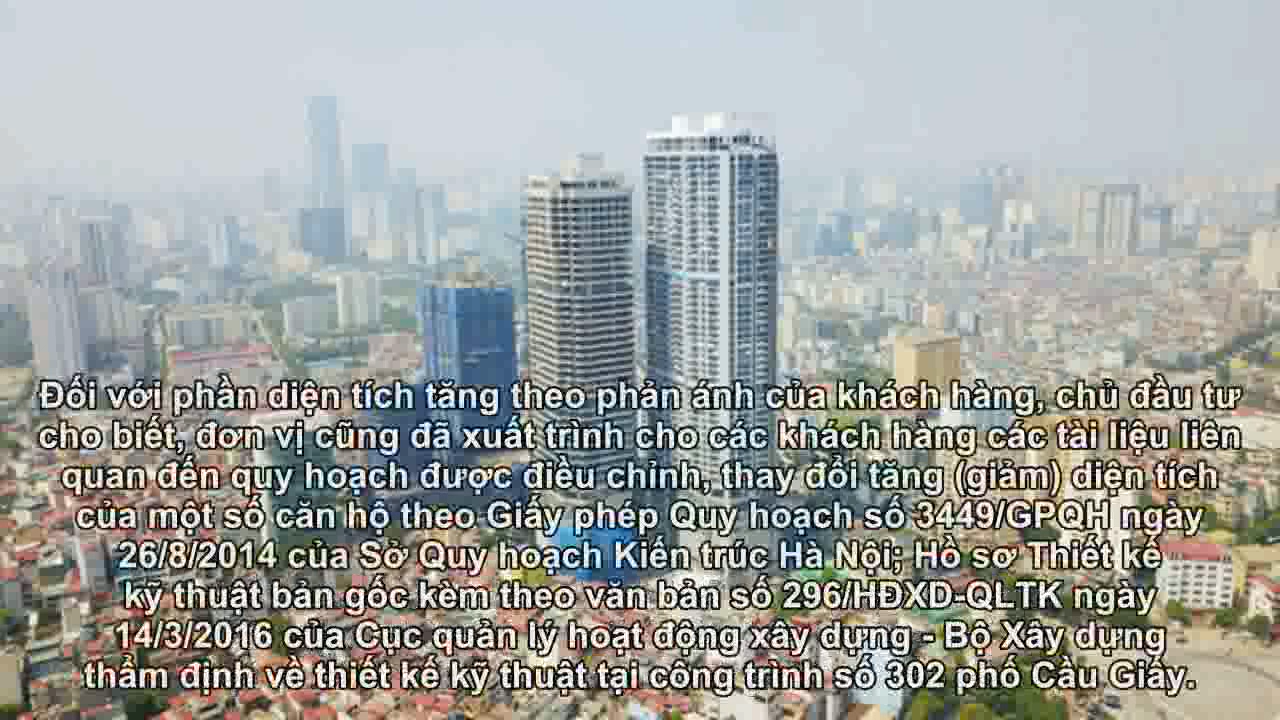 Đối với phần diện tích tăng theo phản ánh của khách hàng, chủ đầu tư
cho biết, đơn vị cũng đã xuất trình cho các khách hàng các tài liệu liên
quan đến quy hoạch được điều chỉnh, thay đổi tăng (giảm) diện tích
của một số căn hộ theo Giấy phép Quy hoạch số 3449/GPQH ngày
26/8/2014 của Sở Quy hoạch Kiến trúc Hà Nội; Hồ sơ Thiết kế
kỹ thuật bản gốc kèm theo văn bản số 296/HĐXD-QLTK ngày
14/3/2016 của Cục quản lý hoạt động xây dựng - Bộ Xây dựng
thẩm định về thiết kế kỹ thuật tại công trình số 302 phố Cầu Giấy.